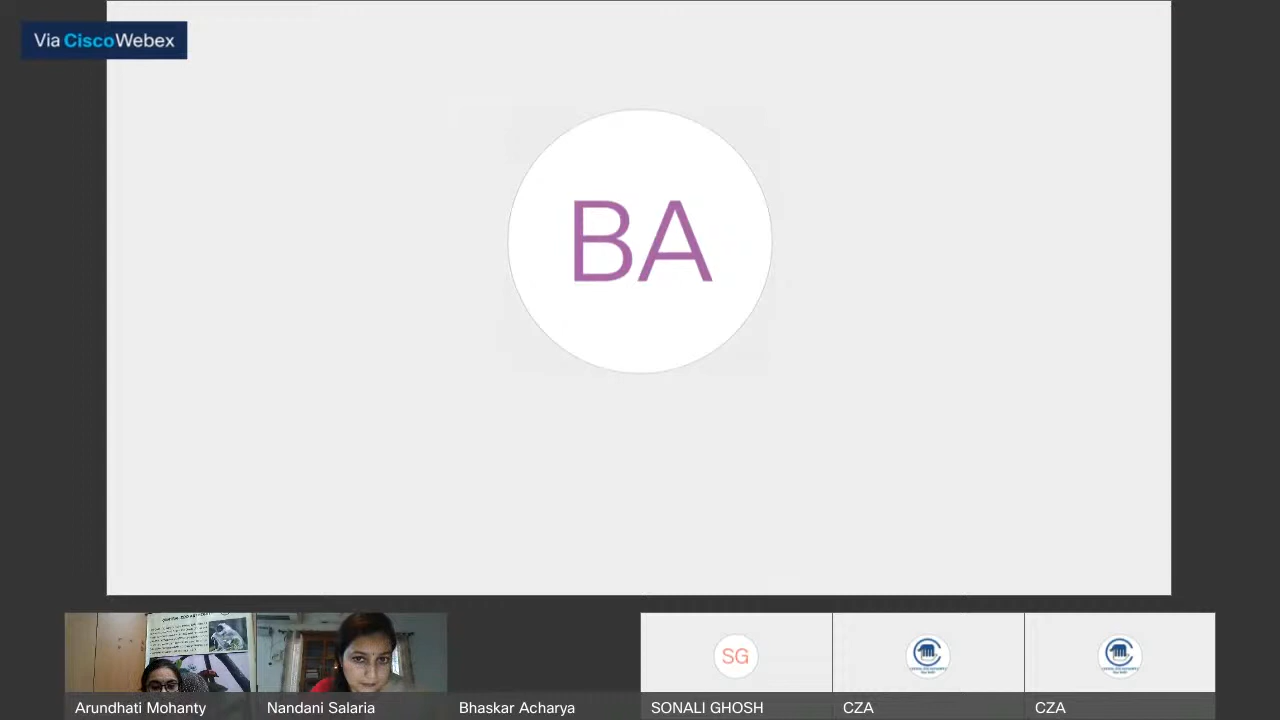 Via CiscoWebex
BA
SG
Arundhati Mohanty
Nandani Salaria
Bhaskar Acharya
SONALI GHOSH
CZA
CZA